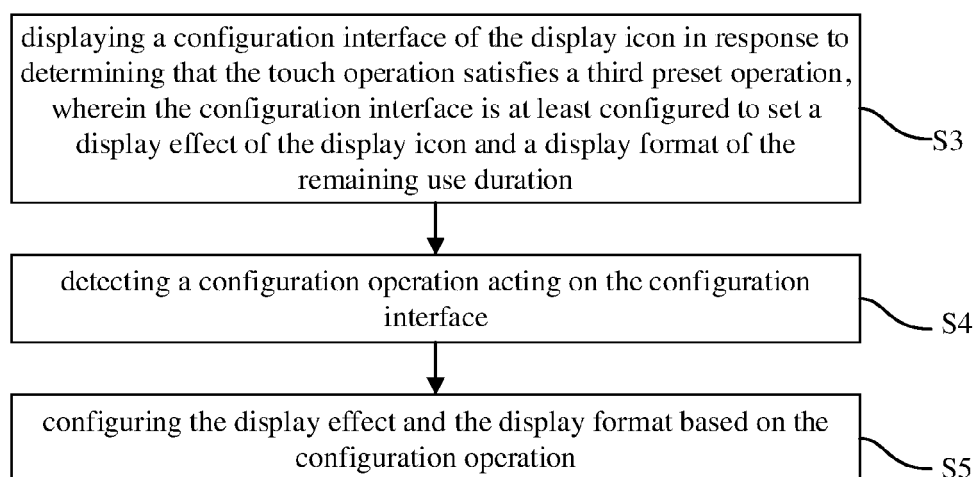 displaying a configuration interface of the display icon in response to
determining that the touch operation satisfies a third preset operation,
wherein the configuration interface is at least configured to set a
display effect of the display icon and a display format of the
remaining use duration
S3
detecting a configuration operation acting on the configuration
interface
S4
configuring the display effect and the display format based on the
configuration operation
S5